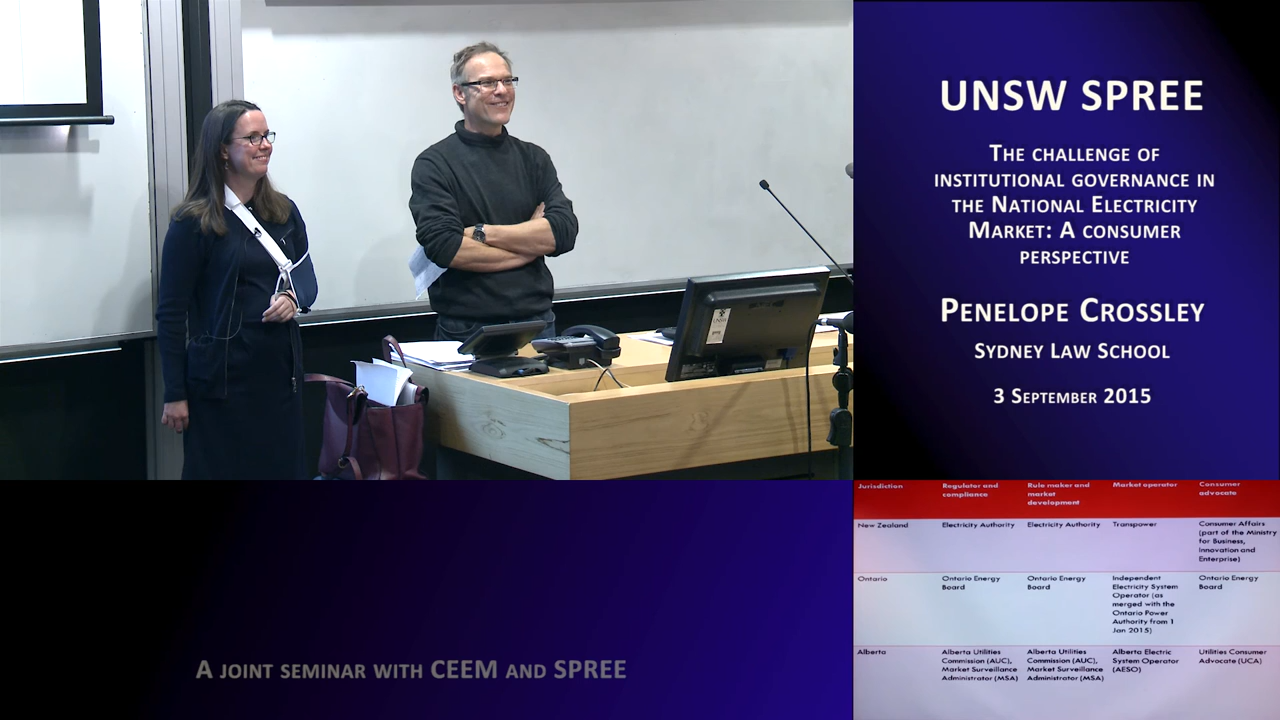 UNSW SPREE
The challenge of
institutional governance in
the National Electricity
Market: A consumer
perspective
Penelope Crossley
Sydney Law School
3 September 2015
UNSW
Jurisdiction
Regulator and
compliance
Rule maker and
market
development
Market operator
Consumer
advocate
New Zealand
Electricity Authority
Electricity Authority
Transpower
Consumer Affairs
(part of the Ministry
for Business,
Innovation and
Enterprise)
Ontario
Ontario Energy
Board
Ontario Energy
Board
Independent
Electricity System
Operator (as
merged with the
Ontario Power
Authority from 1
Jan 2015)
Ontario Energy
Board
Alberta
Alberta Utilities
Commission (AUC),
Market Surveillance
Administrator (MSA)
Alberta Utilities
Commission (AUC),
Market Surveillance
Administrator (MSA)
Alberta Electric
System Operator
(AESO)
Utilities Consumer
Advocate (UCA)
A joint seminar with CEEM and SPREE